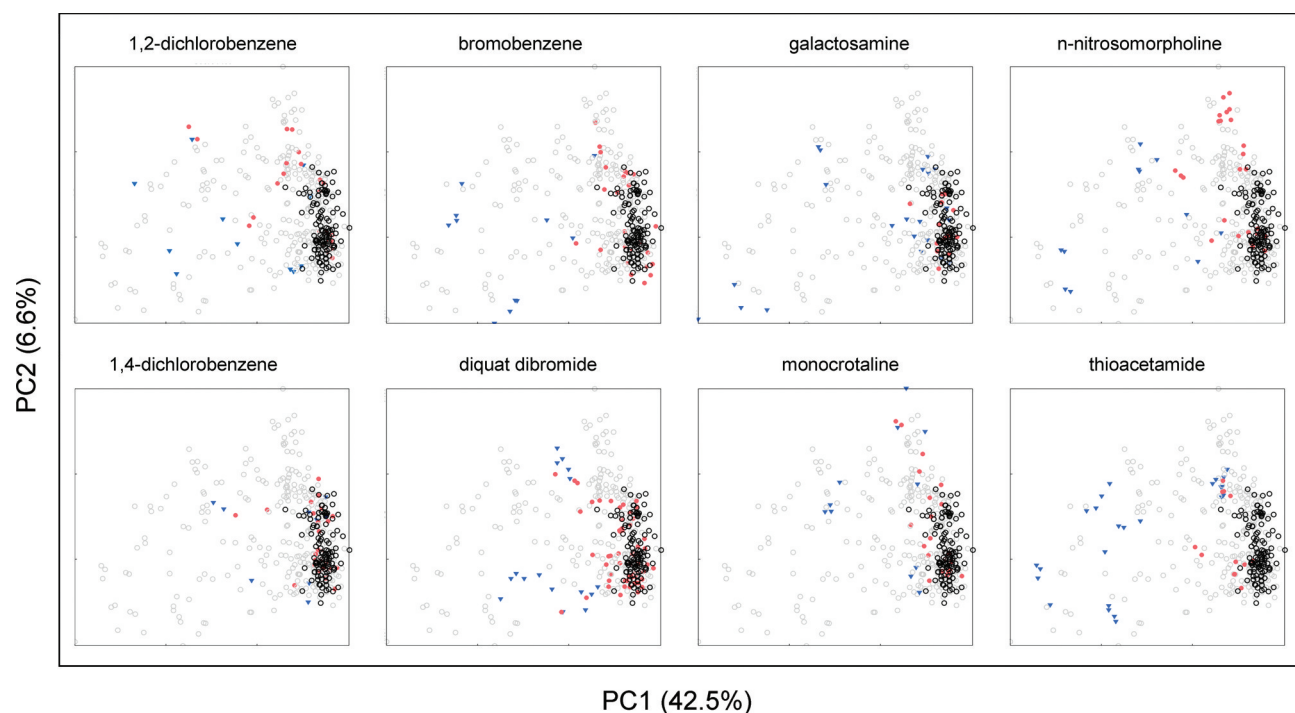 1,2-dichlorobenzene
bromobenzene
galactosamine
n-nitrosomorpholine
1,4-dichlorobenzene
diquat dibromide
monocrotaline
thioacetamide
PC2 (6.6%)
PC1 (42.5%)